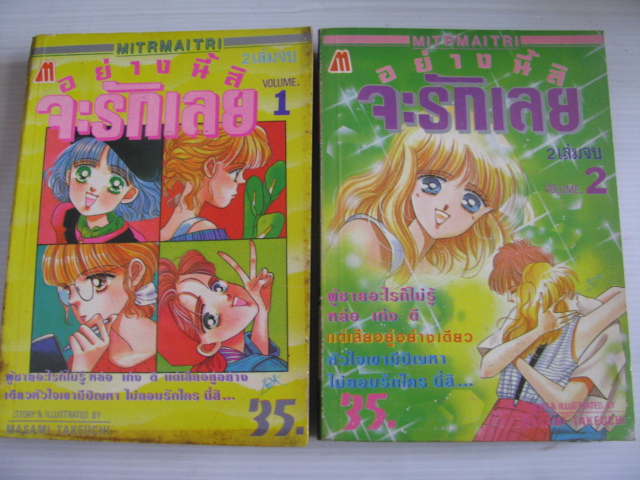 MITRMAITRI
2 เล่มจบ
อย่างนี้สิ
จะรักเลย
VOLUME.
1
ผู้ชายอะไรก็ไม่รู้ หล่อ เก่ง ดี แต่เสียอยู่อย่าง
เดียวหัวใจเขามีปัญหา ไม่ยอมรักใคร นี่สิ...
STORY & ILLUSTRATED BY
MASAMI TAKEUCHI
35.
MITRMAITRI
อย่างนี้สิ
จะรักเลย
2 เล่มจบ
VOLUME. 2
ผู้ชายอะไรก็ไม่รู้
หล่อ เก่ง ดี
แต่เสียอยู่อย่างเดียว
หัวใจเขามีปัญหา
ไม่ยอมรักใคร นี่สิ...
35.
& ILLUSTRATED BY
TAKEUCHI